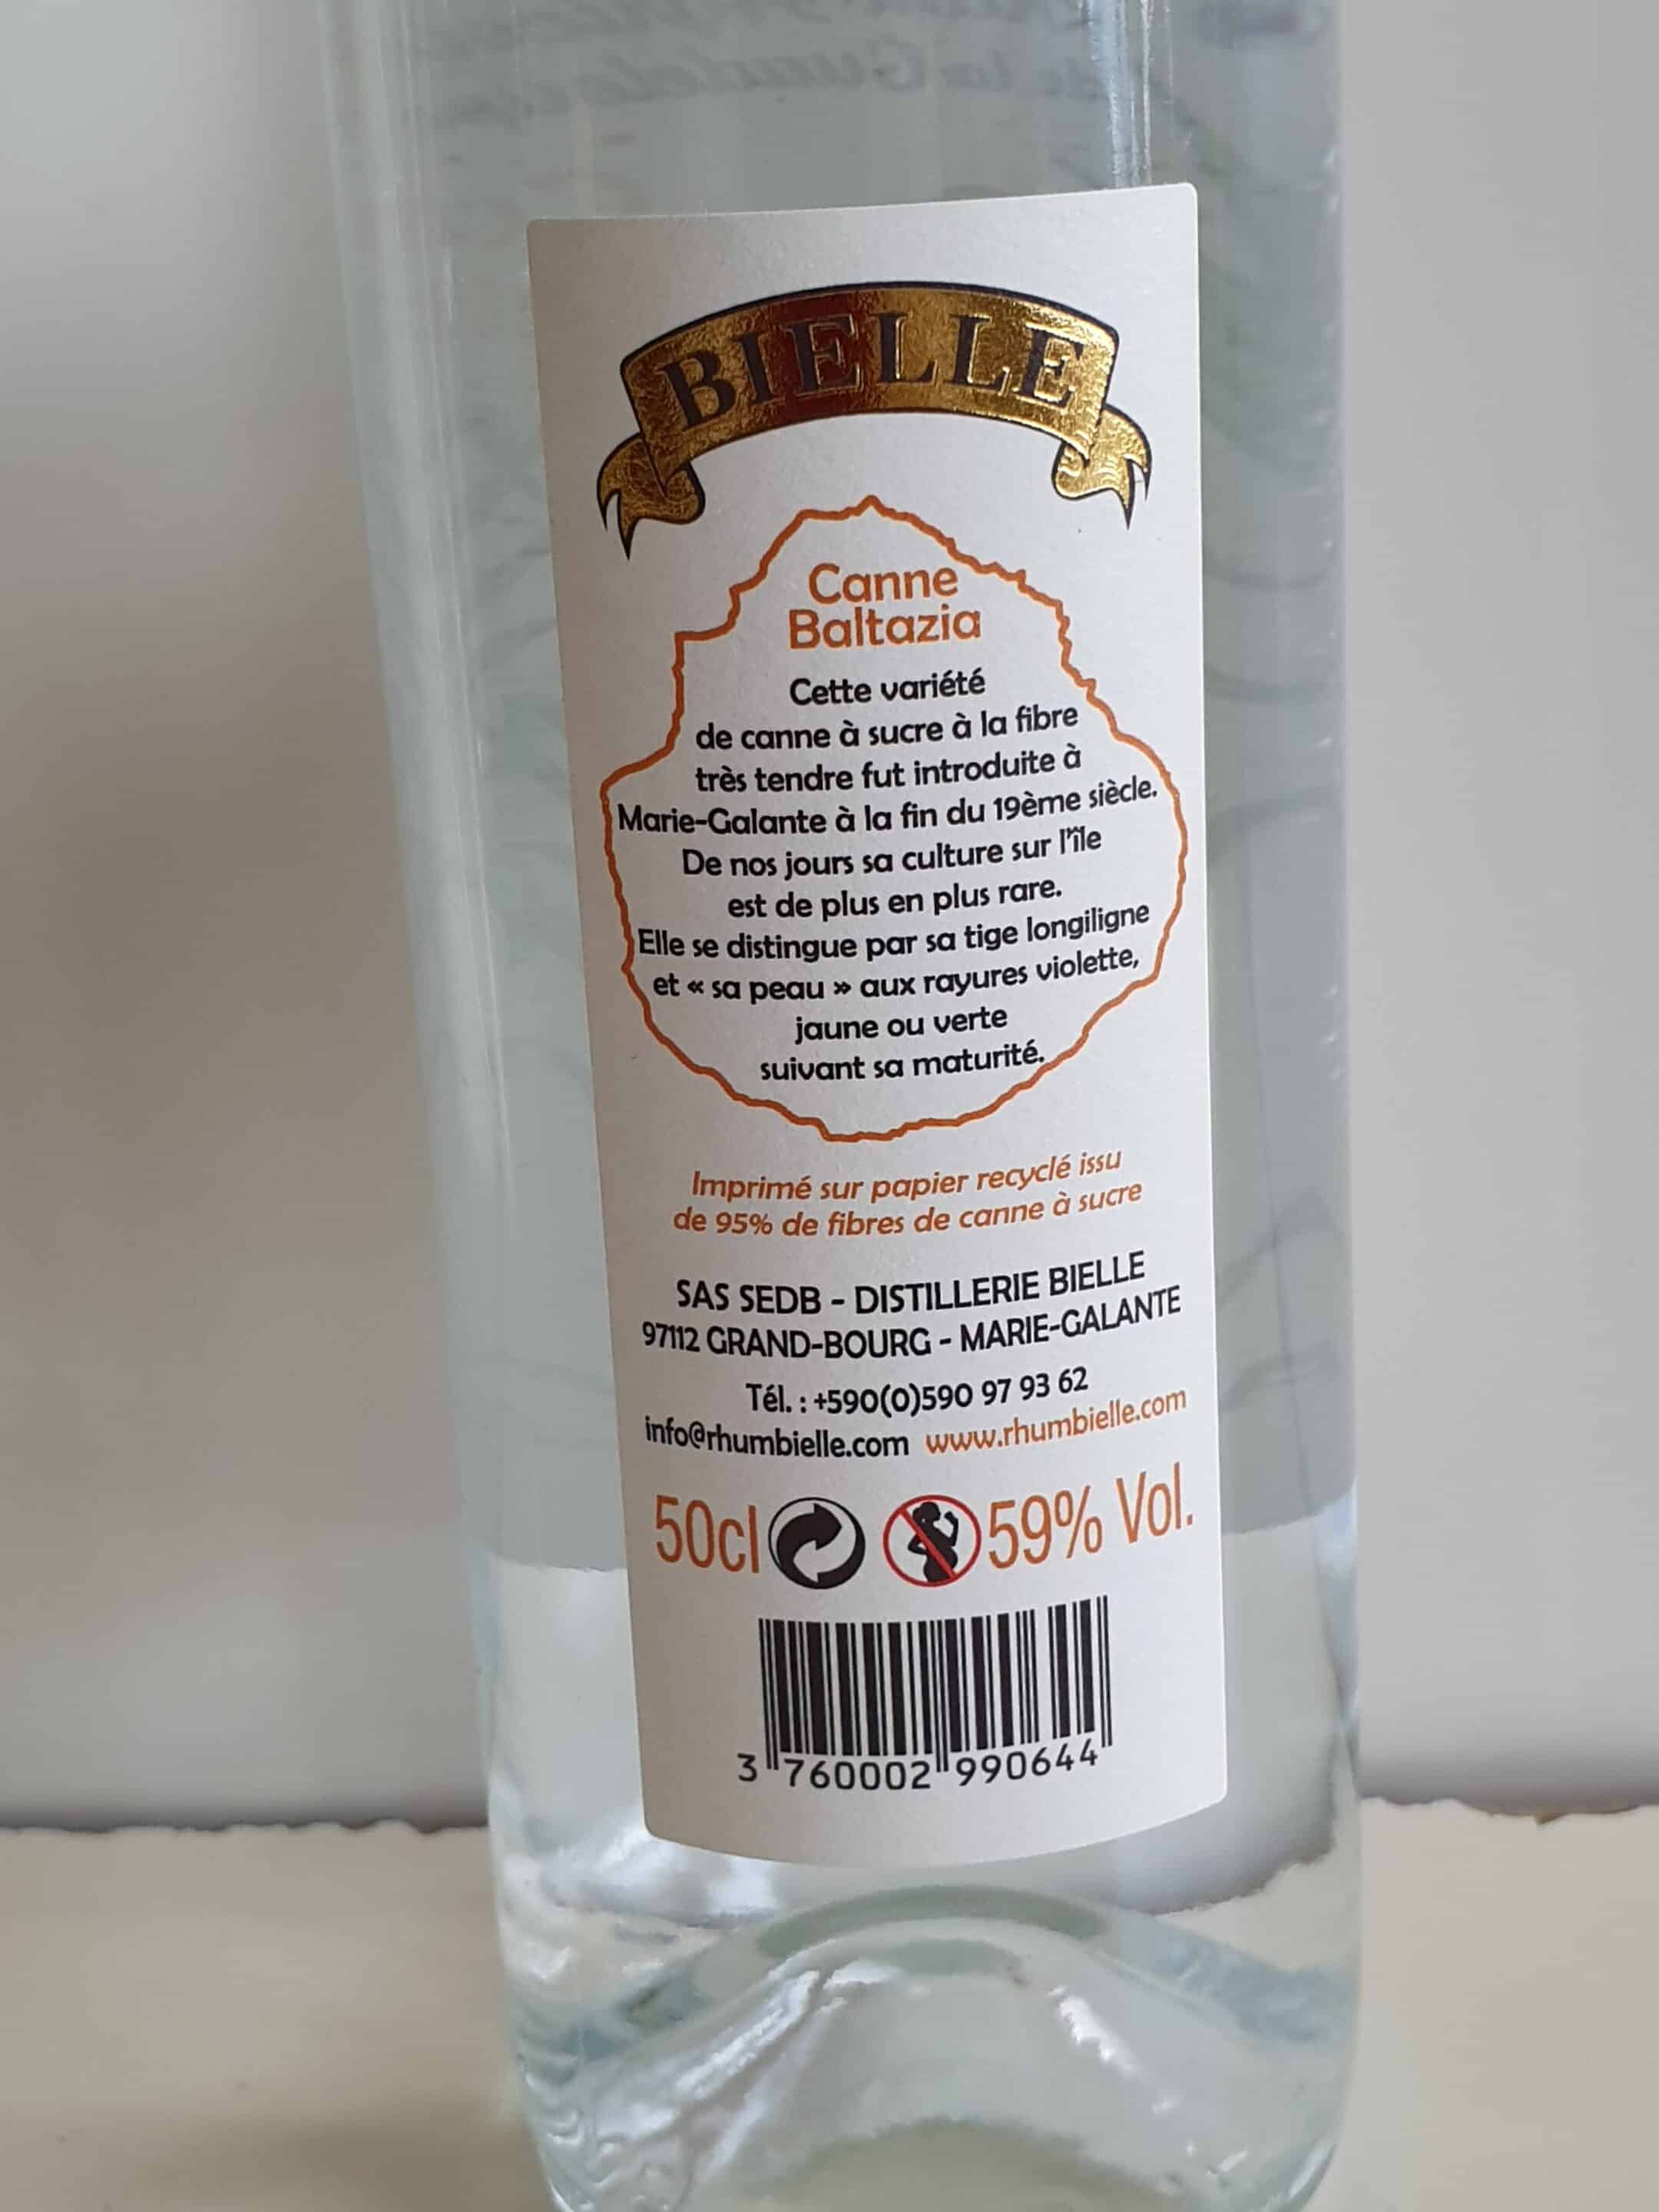 de la Guadeloupe
BIELLE
Canne
Baltazia
Cette variété
de canne à sucre à la fibre
très tendre fut introduite à
Marie-Galante à la fin du 19ème siècle.
De nos jours sa culture sur l'île
est de plus en plus rare.
Elle se distingue par sa tige longiligne
et « sa peau » aux rayures violette,
jaune ou verte
suivant sa maturité.
Imprimé sur papier recyclé issu
de 95% de fibres de canne à sucre
SAS SEDB - DISTILLERIE BIELLE
97112 GRAND-BOURG - MARIE-GALANTE
Tél. : +590(0)590 97 93 62
info@rhumbielle.com www.rhumbielle.com
50cl 59% Vol.
3 760002 990644